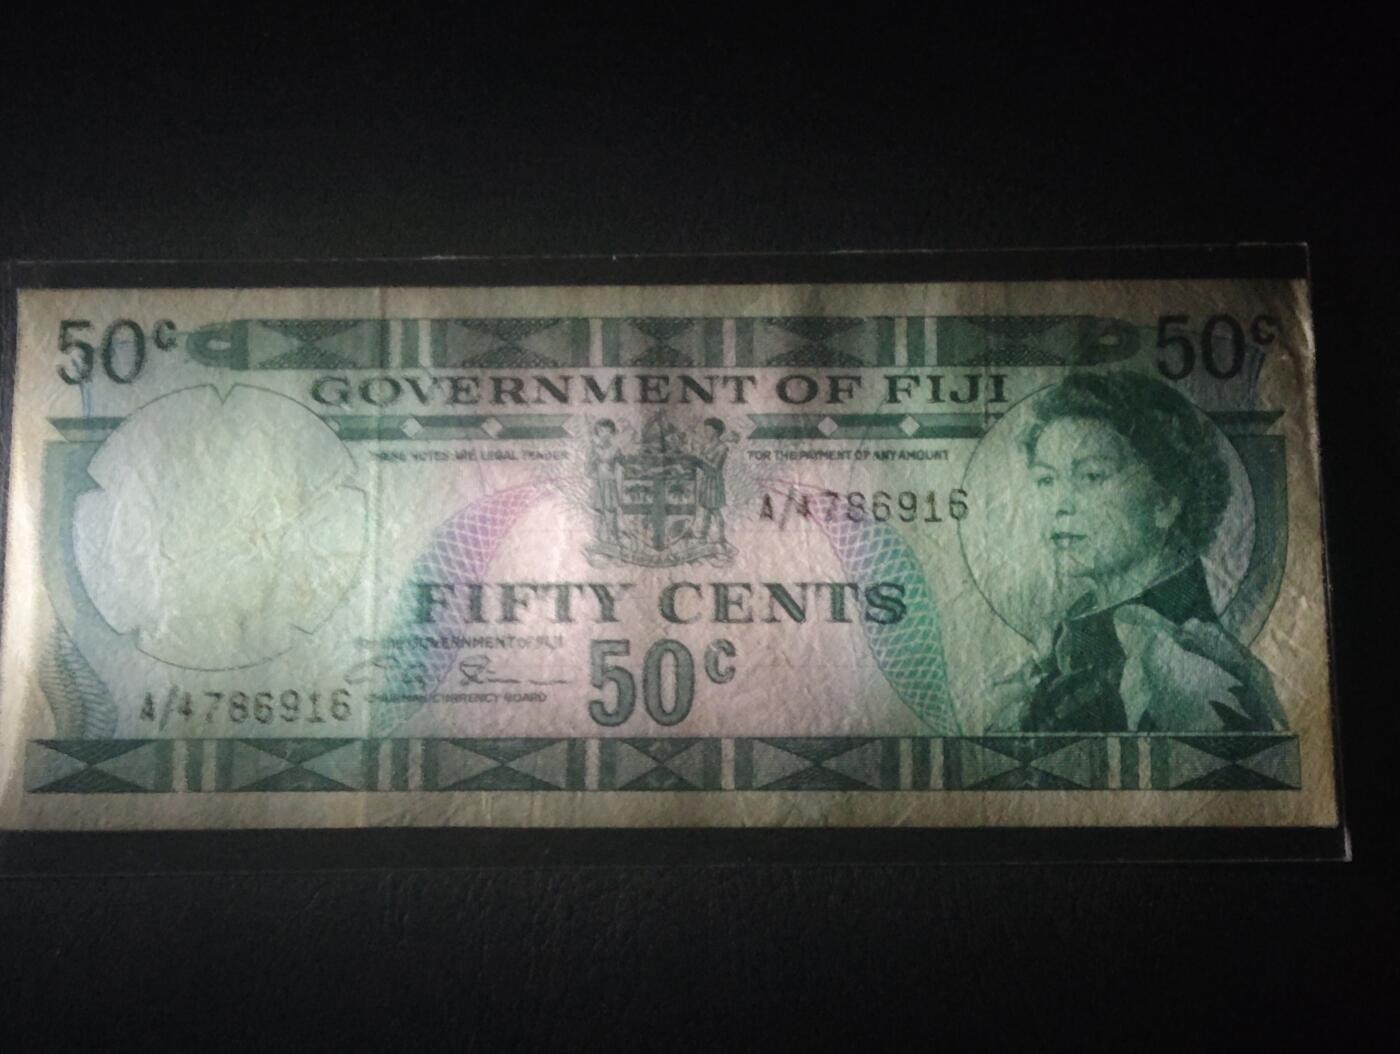 50c
50c
GOVERNMENT OF FIJI
THESE NOTES ARE LEGAL TENDER
FOR THE PAYMENT OF ANY AMOUNT
A/4786916
FIFTY CENTS
GOVERNMENT OF FIJI
50c
CHAIRMAN, CURRENCY BOARD
A/4786916